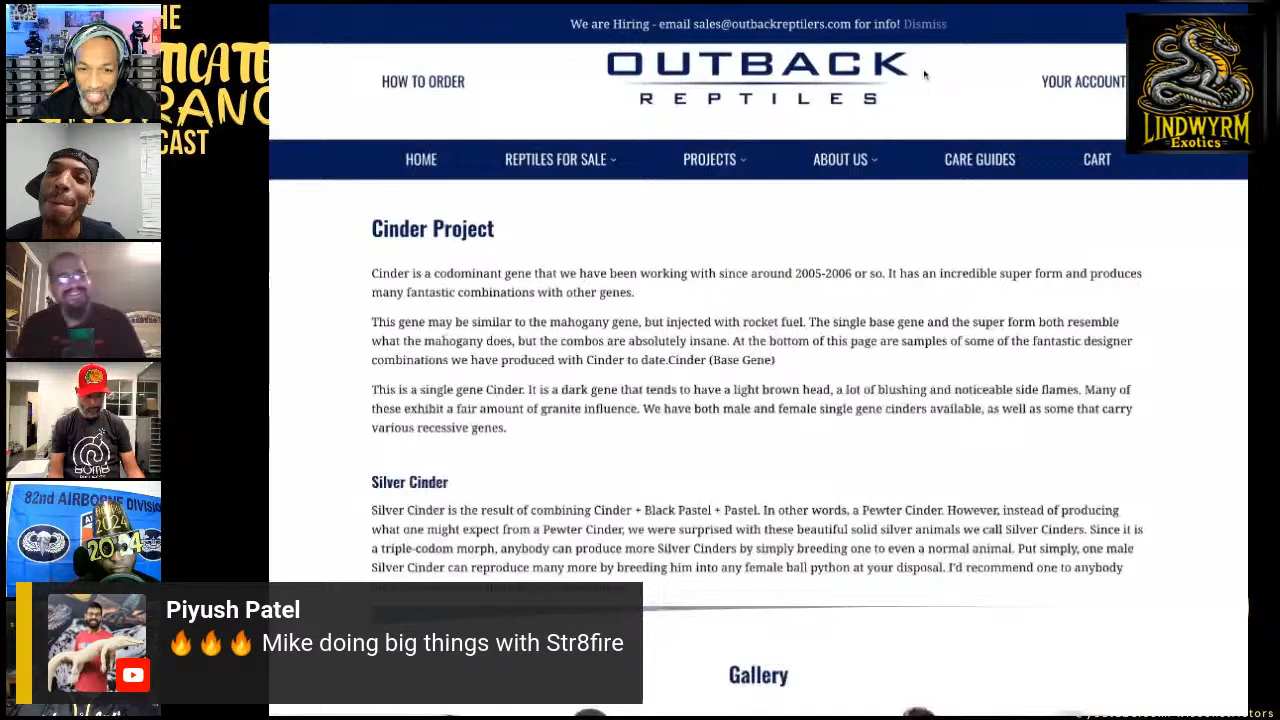 We are Hiring - email sales@outbackreptilers.com for info! Dismiss
HOW TO ORDER
OUTBACK
REPTILES
YOUR ACCOUNT
LINDWYRM
Exotics
THE
CAST
HOME
REPTILES FOR SALE
PROJECTS
ABOUT US
CARE GUIDES
CART
Cinder Project
Cinder is a codominant gene that we have been working with since around 2005-2006 or so. It has an incredible super form and produces
many fantastic combinations with other genes.
This gene may be similar to the mahogany gene, but injected with rocket fuel. The single base gene and the super form both resemble
what the mahogany does, but the combos are absolutely insane. At the bottom of this page are samples of some of the fantastic designer
combinations we have produced with Cinder to date.Cinder (Base Gene)
This is a single gene Cinder. It is a dark gene that tends to have a light brown head, a lot of blushing and noticeable side flames. Many of
these exhibit a fair amount of granite influence. We have both male and female single gene cinders available, as well as some that carry
various recessive genes.
Silver Cinder
Silver Cinder is the result of combining Cinder + Black Pastel + Pastel. In other words, a Pewter Cinder. However, instead of producing
what one might expect from a Pewter Cinder, we were surprised with these beautiful solid silver animals we call Silver Cinders. Since it is
a triple-codom morph, anybody can produce more Silver Cinders by simply breeding one to even a normal animal. Put simply, one male
Silver Cinder can reproduce many more by breeding him into any female ball python at your disposal. I'd recommend one to anybody
Gallery
BOMB
82nd AIRBORNE DIVISI
2024
Piyush Patel
🔥🔥🔥 Mike doing big things with Str8fire